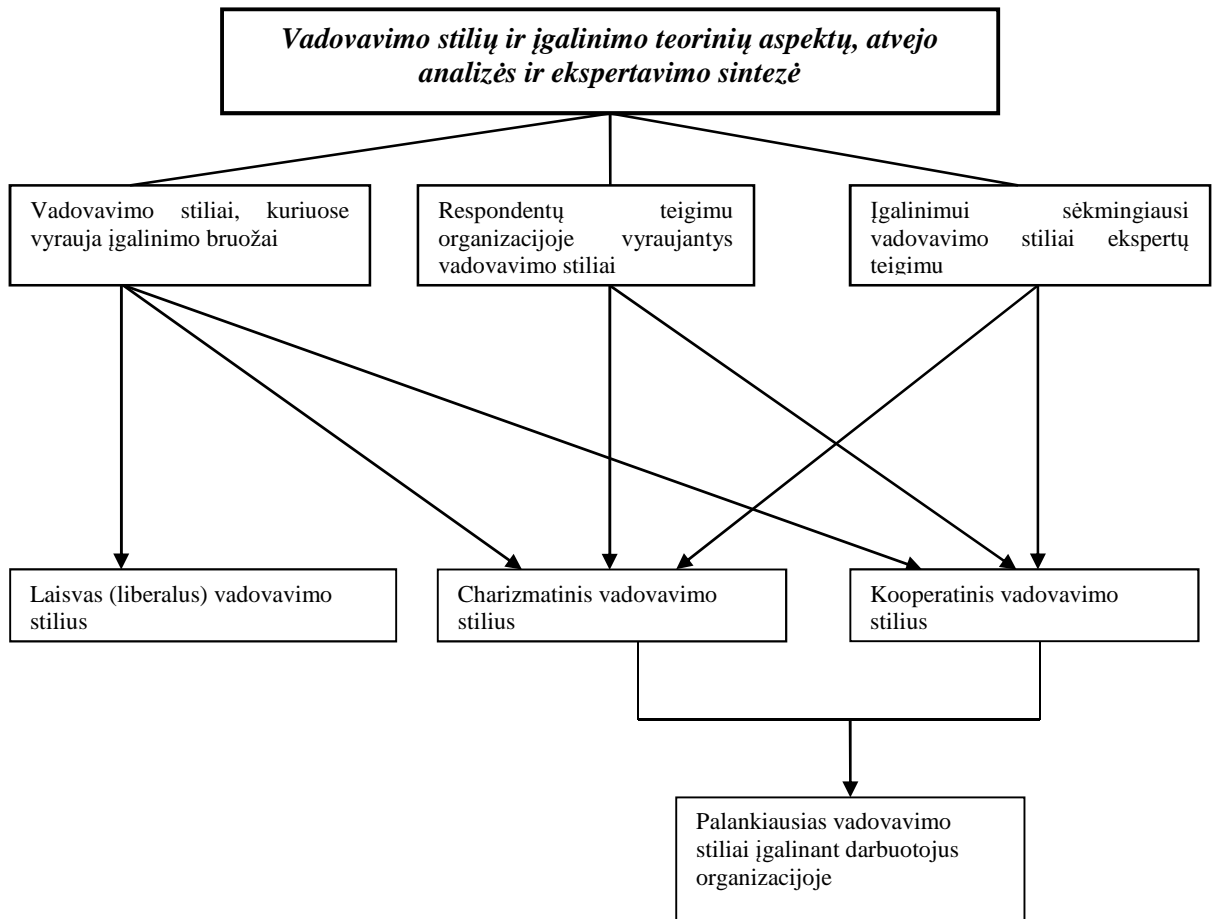 Vadovavimo stilių ir įgalinimo teorinių aspektų, atvejo
analizės ir ekspertavimo sintezė
Vadovavimo stiliai, kuriuose
vyrauja įgalinimo bruožai
Respondentų teigimu
organizacijoje vyraujantys
vadovavimo stiliai
Įgalinimui sėkmingiausi
vadovavimo stiliai ekspertų
teigimu
Laisvas (liberalus) vadovavimo
stilius
Charizmatinis vadovavimo
stilius
Kooperatinis vadovavimo
stilius
Palankiausias vadovavimo
stiliai įgalinant darbuotojus
organizacijoje